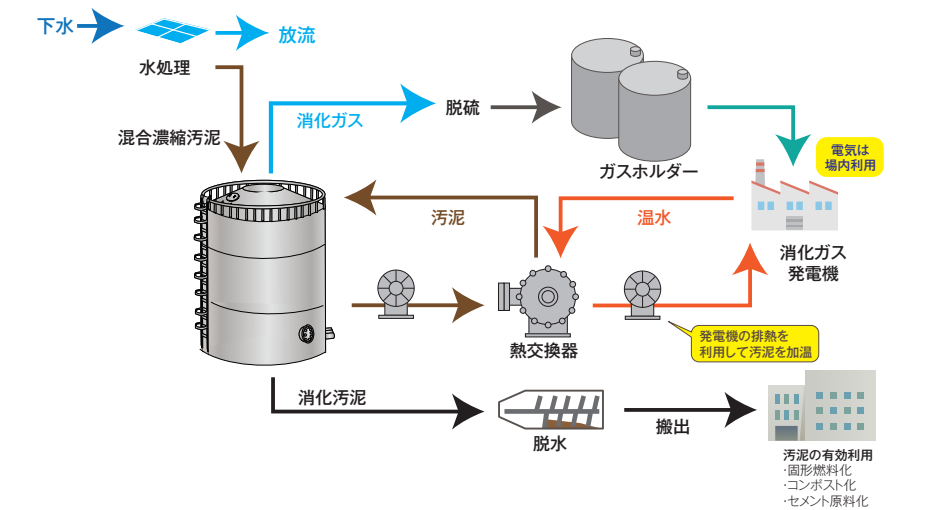 下水
放流
水処理
混合濃縮汚泥
消化ガス
脱硫
ガスホルダー
電気は
場内利用
汚泥
温水
消化ガス
発電機
熱交換器
発電機の排熱を
利用して汚泥を加温
消化汚泥
脱水
搬出
汚泥の有効利用
・固形燃料化
・コンポスト化
・セメント原料化